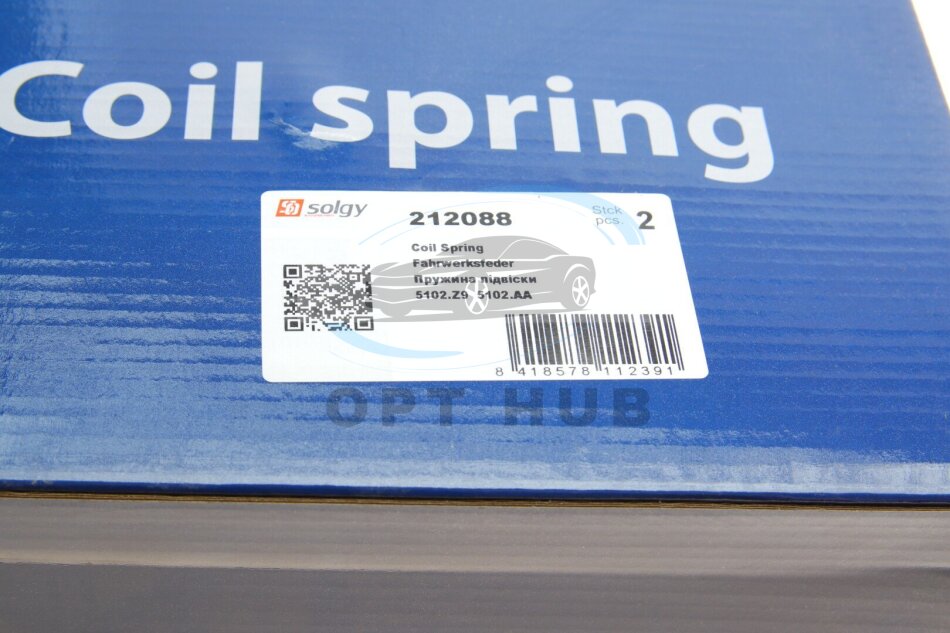 Coil spring
solgy
212088
Stck
pcs.
2
Coil Spring
Fahrwerksfeder
Пружина підвіски
5102.Z9, 5102.AA
8 418578 112391
OPT HUB